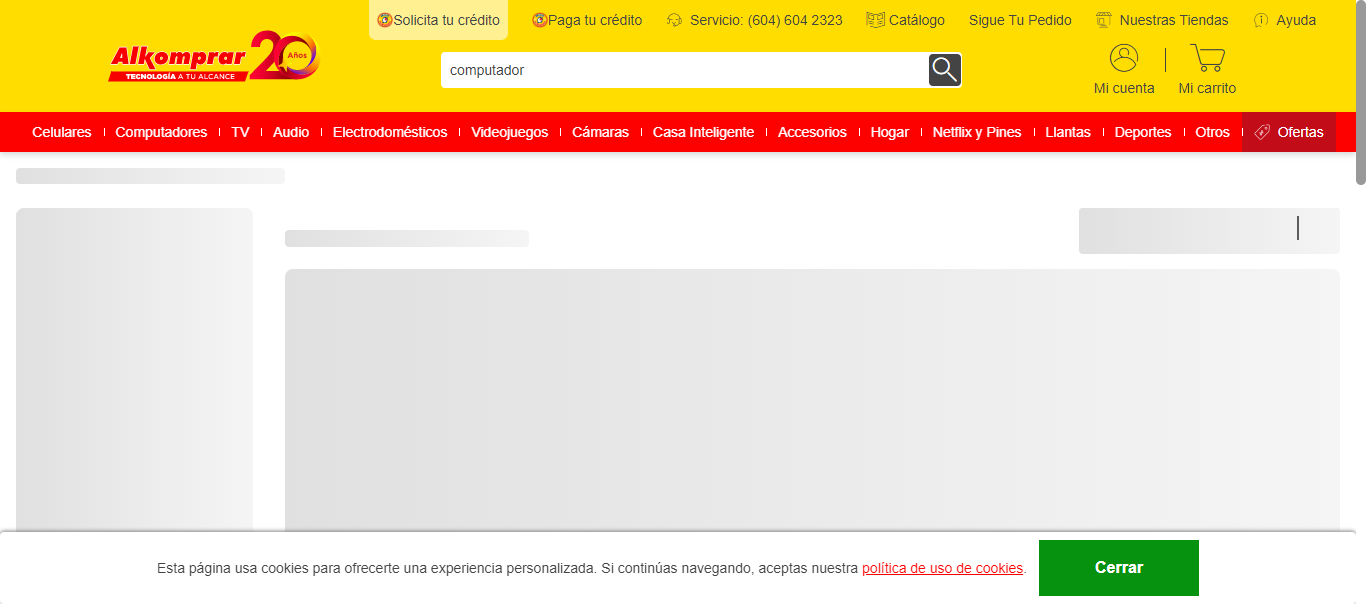 Solicita tu crédito Paga tu crédito Servicio: (604) 604 2323 Catálogo Sigue Tu Pedido Nuestras Tiendas Ayuda
Alkomprar 20 Años
TECNOLOGÍA A TU ALCANCE
computador
Mi cuenta Mi carrito
Celulares Computadores TV Audio Electrodomésticos Videojuegos Cámaras Casa Inteligente Accesorios Hogar Netflix y Pines Llantas Deportes Otros Ofertas
Esta página usa cookies para ofrecerte una experiencia personalizada. Si continúas navegando, aceptas nuestra política de uso de cookies. Cerrar